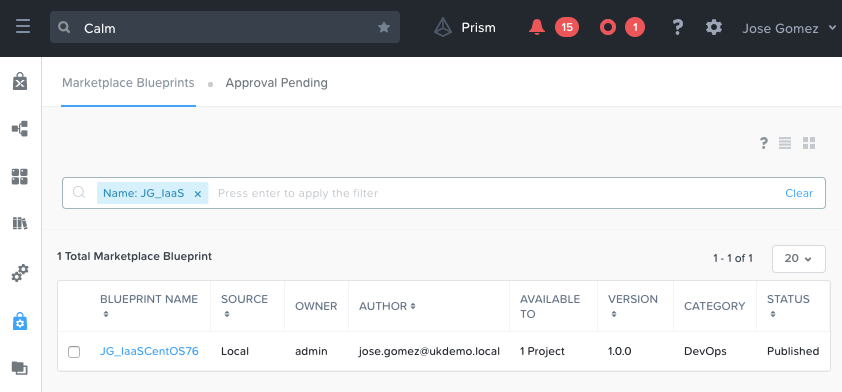 Calm
Prism
15
1
?
Jose Gomez
Marketplace Blueprints
Approval Pending
?
Name: JG_IaaS ×
Press enter to apply the filter
Clear
1 Total Marketplace Blueprint
1 - 1 of 1
20
BLUEPRINT NAME
SOURCE
OWNER
AUTHOR
AVAILABLE TO
VERSION
CATEGORY
STATUS
JG_IaaSCentOS76
Local
admin
jose.gomez@ukdemo.local
1 Project
1.0.0
DevOps
Published